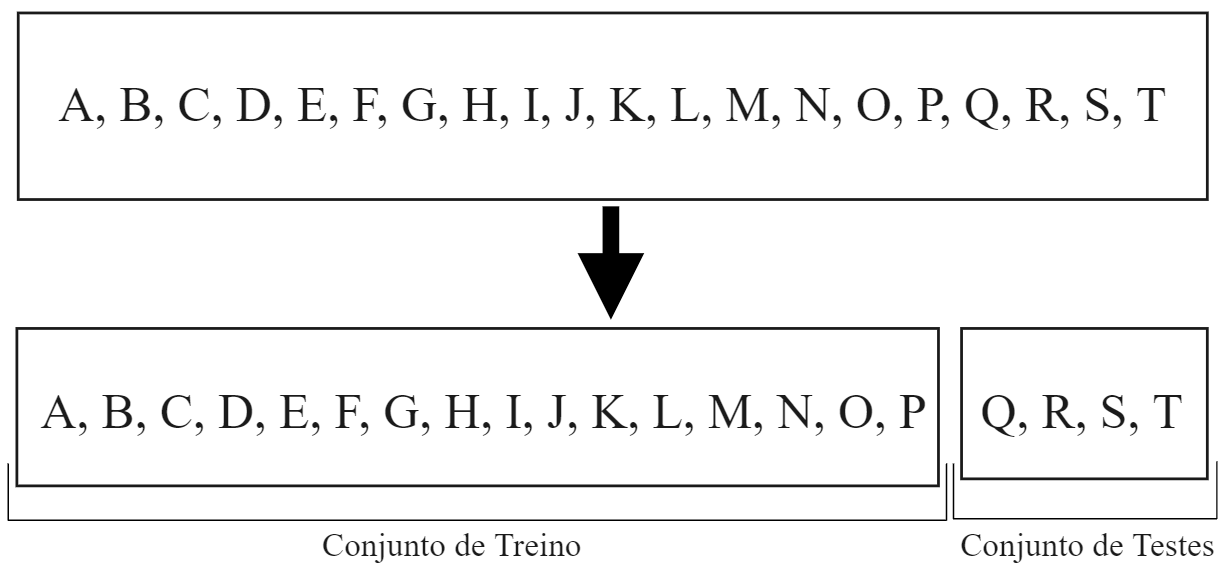 A, B, C, D, E, F, G, H, I, J, K, L, M, N, O, P, Q, R, S, T
A, B, C, D, E, F, G, H, I, J, K, L, M, N, O, P
Q, R, S, T
Conjunto de Treino
Conjunto de Testes